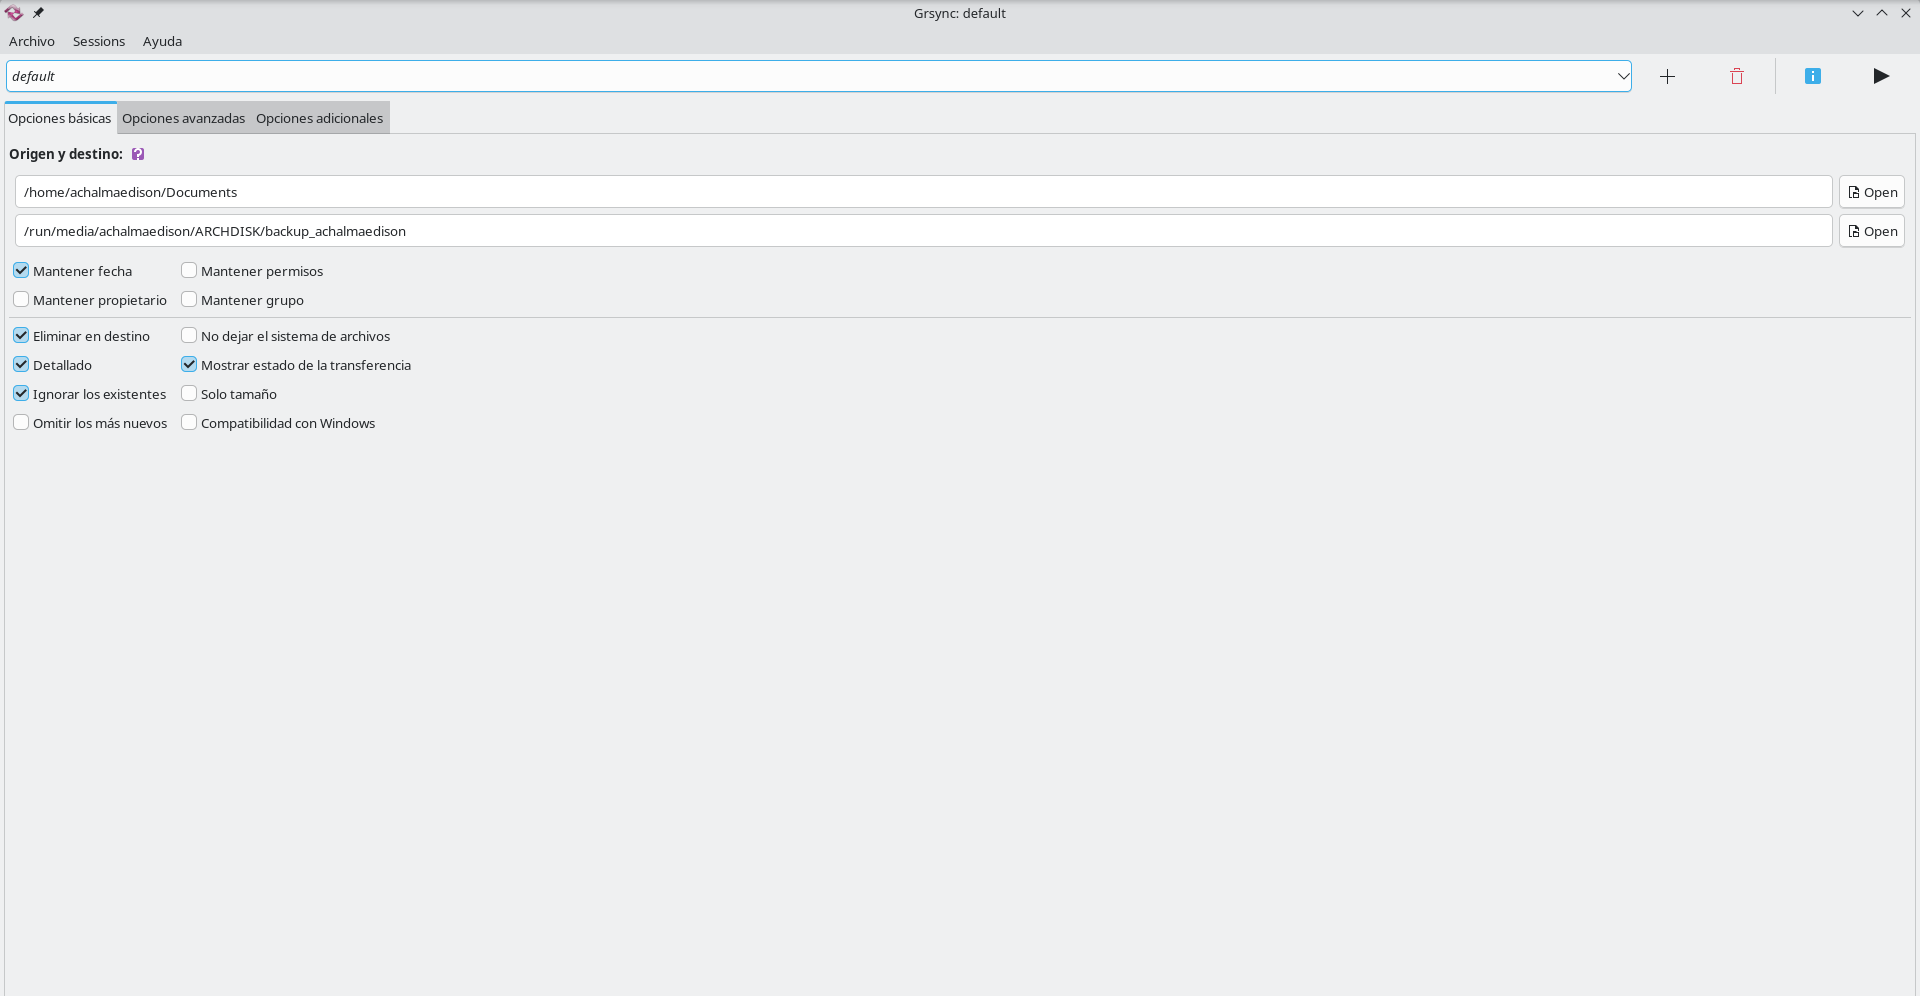 Grsync: default
Archivo Sessions Ayuda
default
Opciones básicas Opciones avanzadas Opciones adicionales
Origen y destino: ?
/home/achalmaedison/Documents Open
/run/media/achalmaedison/ARCHDISK/backup_achalmaedison Open
Mantener fecha Mantener permisos
Mantener propietario Mantener grupo
Eliminar en destino No dejar el sistema de archivos
Detallado Mostrar estado de la transferencia
Ignorar los existentes Solo tamaño
Omitir los más nuevos Compatibilidad con Windows